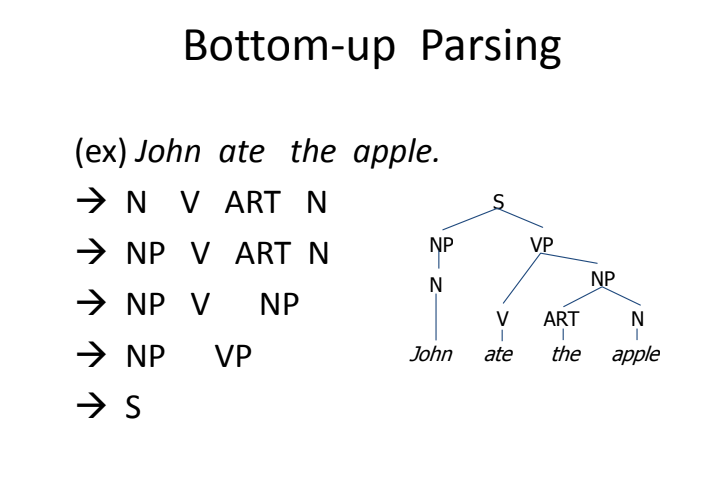 Bottom-up Parsing
(ex) John ate the apple.
→ N V ART N
→ NP V ART N
→ NP V NP
→ NP VP
→ S
S
NP VP
N NP
V ART N
John ate the apple